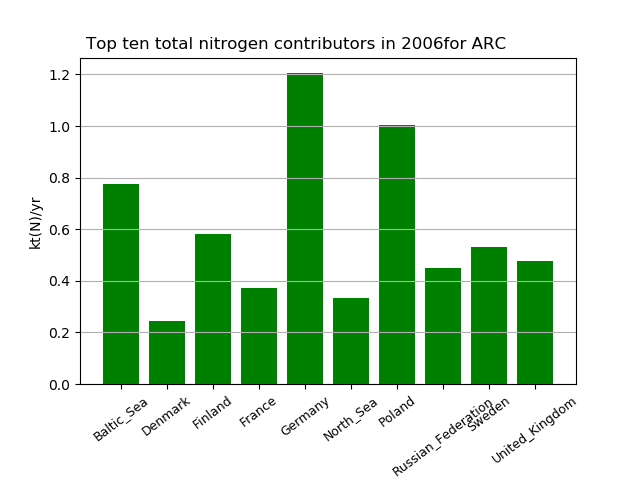 Top ten total nitrogen contributors in 2006for ARC
kt(N)/yr
1.2
1.0
0.8
0.6
0.4
0.2
0.0
Baltic_Sea
Denmark
Finland
France
Germany
North_Sea
Poland
Russian_Federation
Sweden
United_Kingdom